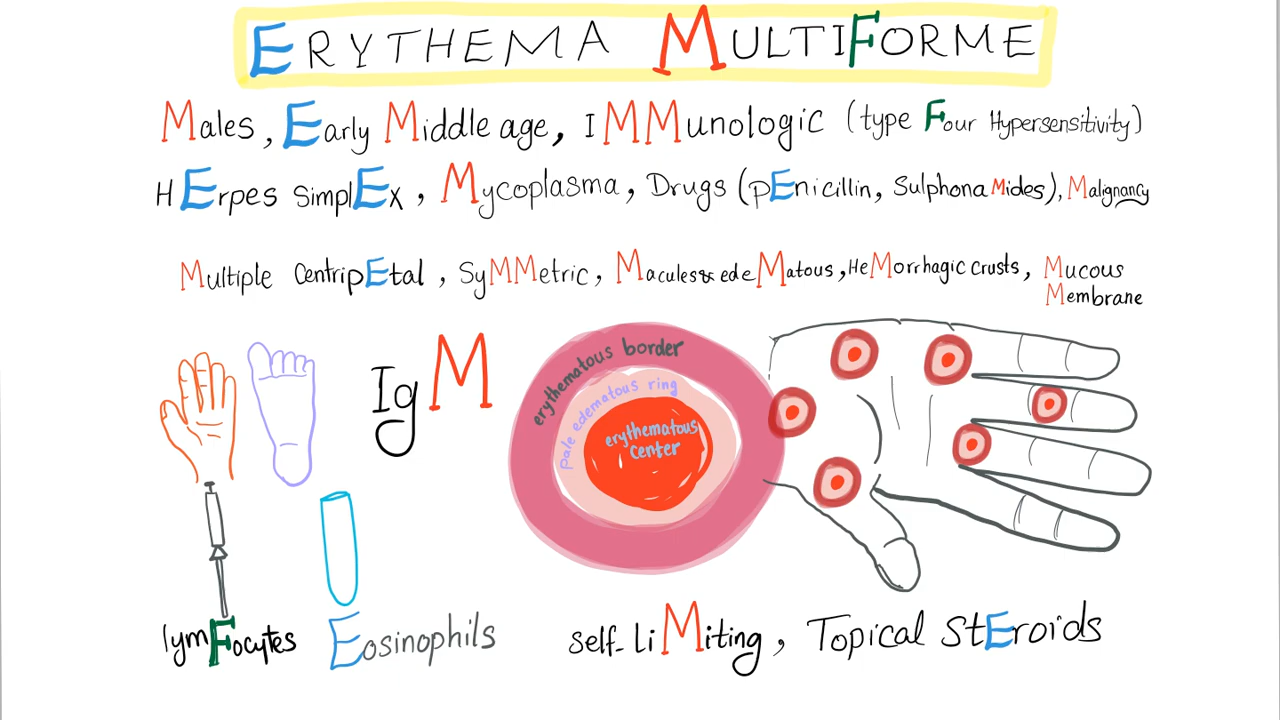 ERYTHEMA MULTIFORME
Males, Early Middle age, IMMunologic (type Four Hypersensitivity)
HErpes SimplEx, Mycoplasma, Drugs (pEnicillin, SulphonaMides), Malignancy
Multiple CentripEtal, SyMMetric, Macules & edeMatous, HeMorrhagic crusts, Mucous
Membrane
IgM
erythematous border
pale edematous ring
erythematous
center
lymFocytes
Eosinophils
Self-LiMiting, Topical StEroids